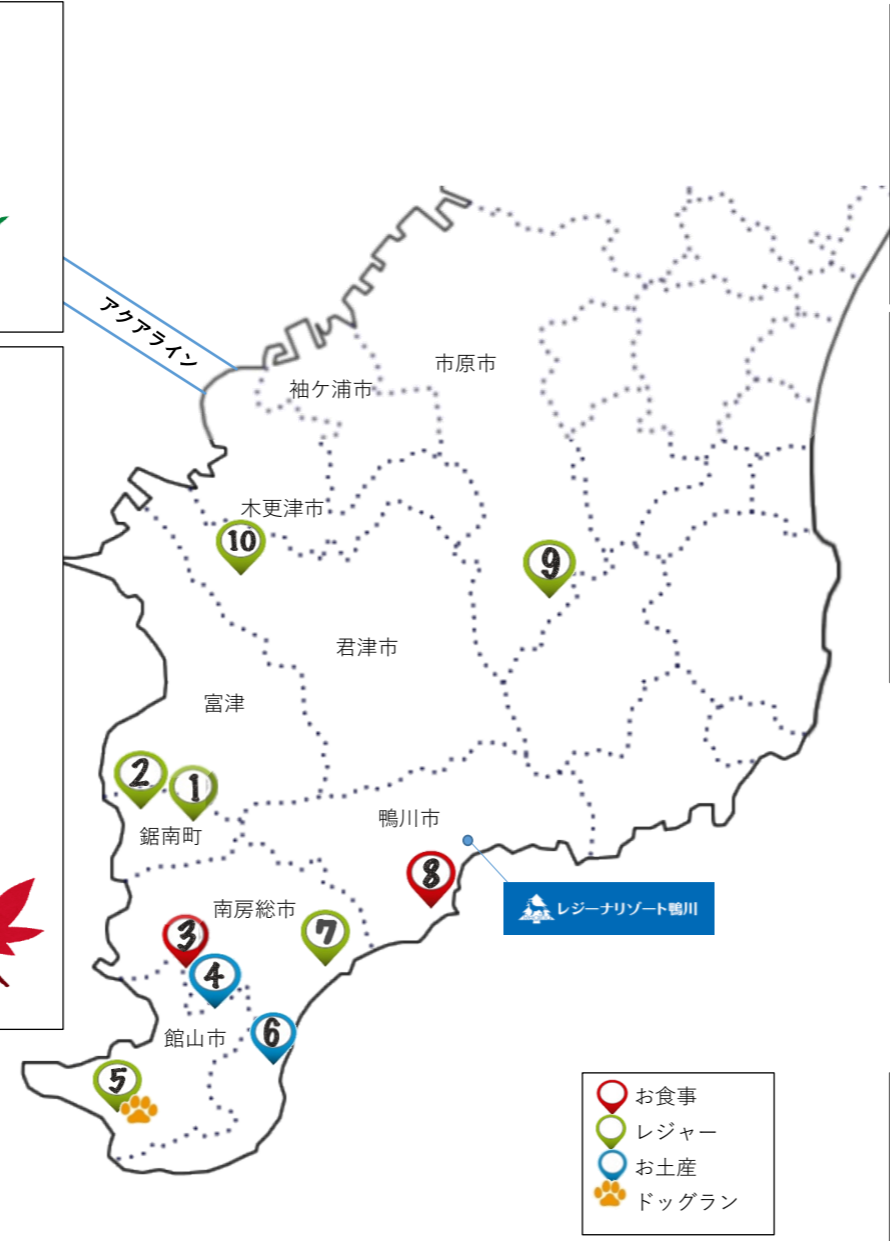 アクアライン
市原市
袖ケ浦市
木更津市
10
9
君津市
富津
2
1
鴨川市
鋸南町
8
レジーナリゾート鴨川
南房総市
3
7
4
6
館山市
5
お食事
レジャー
お土産
ドッグラン